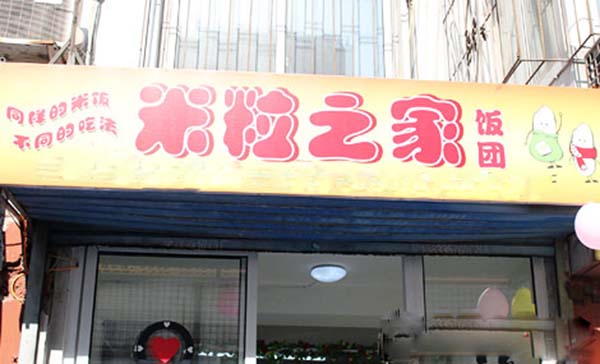 同样的米饭
不同的吃法
米粒之家
饭团